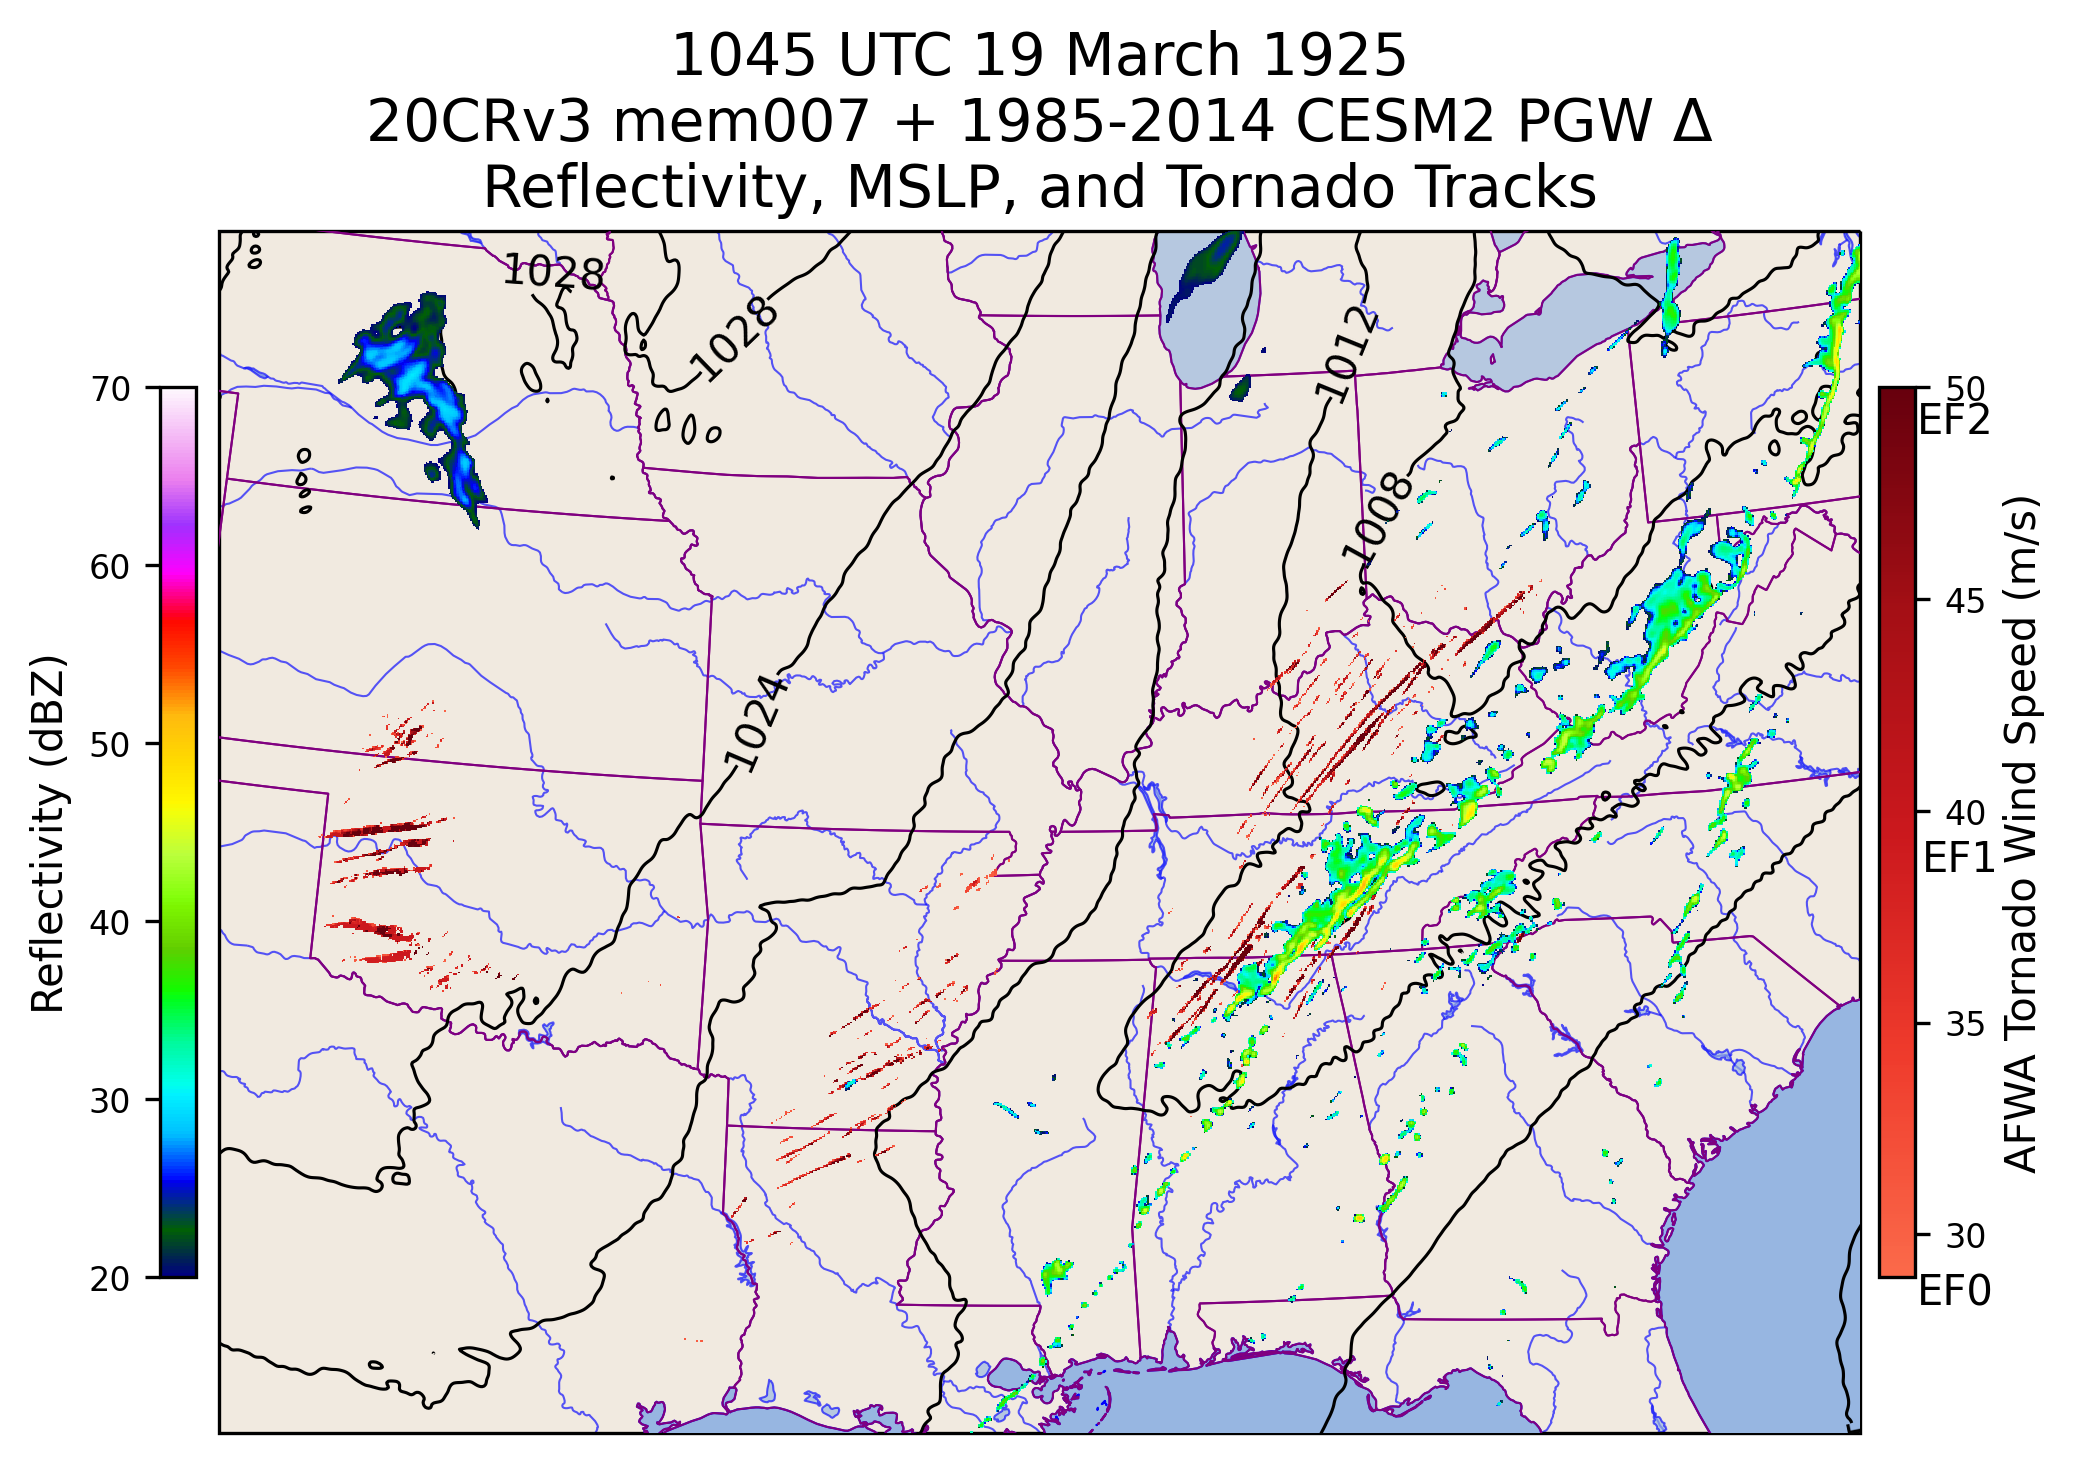 1045 UTC 19 March 1925
20CRv3 mem007 + 1985-2014 CESM2 PGW Δ
Reflectivity, MSLP, and Tornado Tracks
1028
1028
1012
1008
1024
70
60
50
40
30
20
Reflectivity (dBZ)
50
EF2
45
40
EF1
35
30
EF0
AFWA Tornado Wind Speed (m/s)